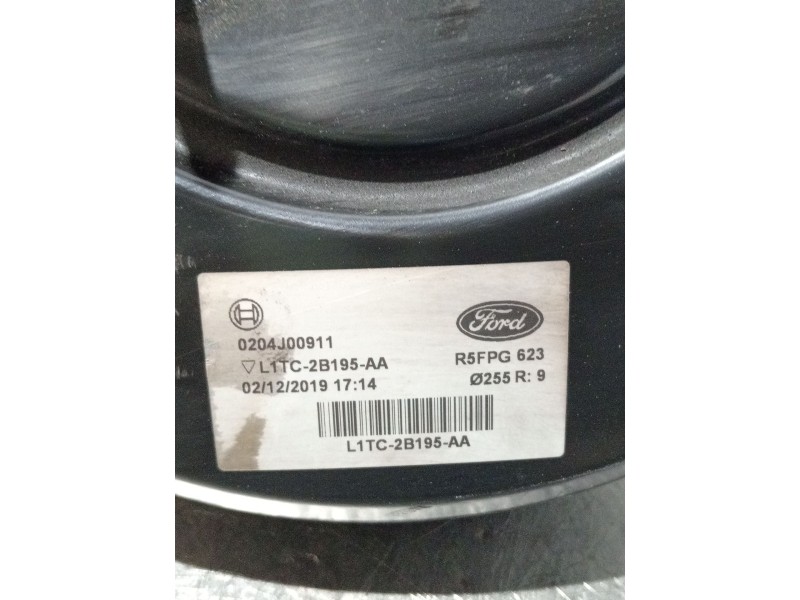 Ford
0204J00911
R5FPG 623
▽L1TC-2B195-AA
Ø255 R: 9
02/12/2019 17:14
L1TC-2B195-AA